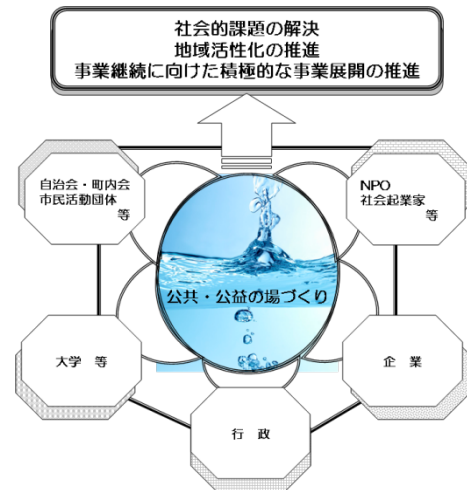 社会的課題の解決
地域活性化の推進
事業継続に向けた積極的な事業展開の推進
自治会・町内会
市民活動団体
等
NPO
社会起業家
等
公共・公益の場づくり
大学 等
企 業
行 政